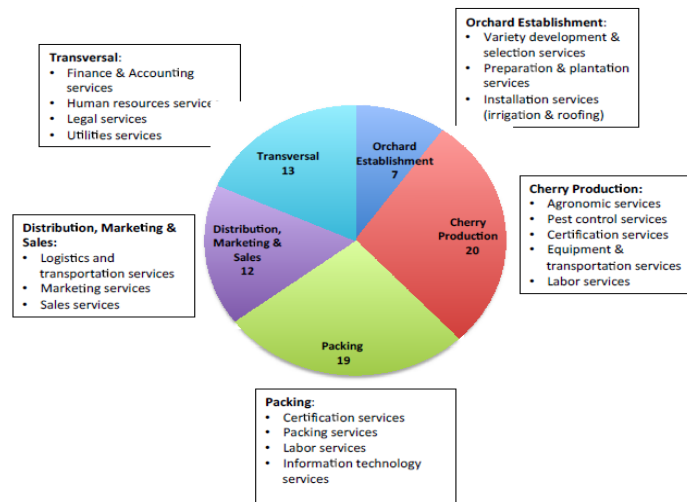 Transversal:
• Finance & Accounting
services
• Human resources service
• Legal services
• Utilities services
Orchard Establishment:
• Variety development &
selection services
• Preparation & plantation
services
• Installation services
(irrigation & roofing)
Transversal
13
Orchard
Establishment
7
Cherry
Production
20
Distribution,
Marketing &
Sales
12
Packing
19
Distribution, Marketing &
Sales:
• Logistics and
transportation services
• Marketing services
• Sales services
Cherry Production:
• Agronomic services
• Pest control services
• Certification services
• Equipment &
transportation services
• Labor services
Packing:
• Certification services
• Packing services
• Labor services
• Information technology
services